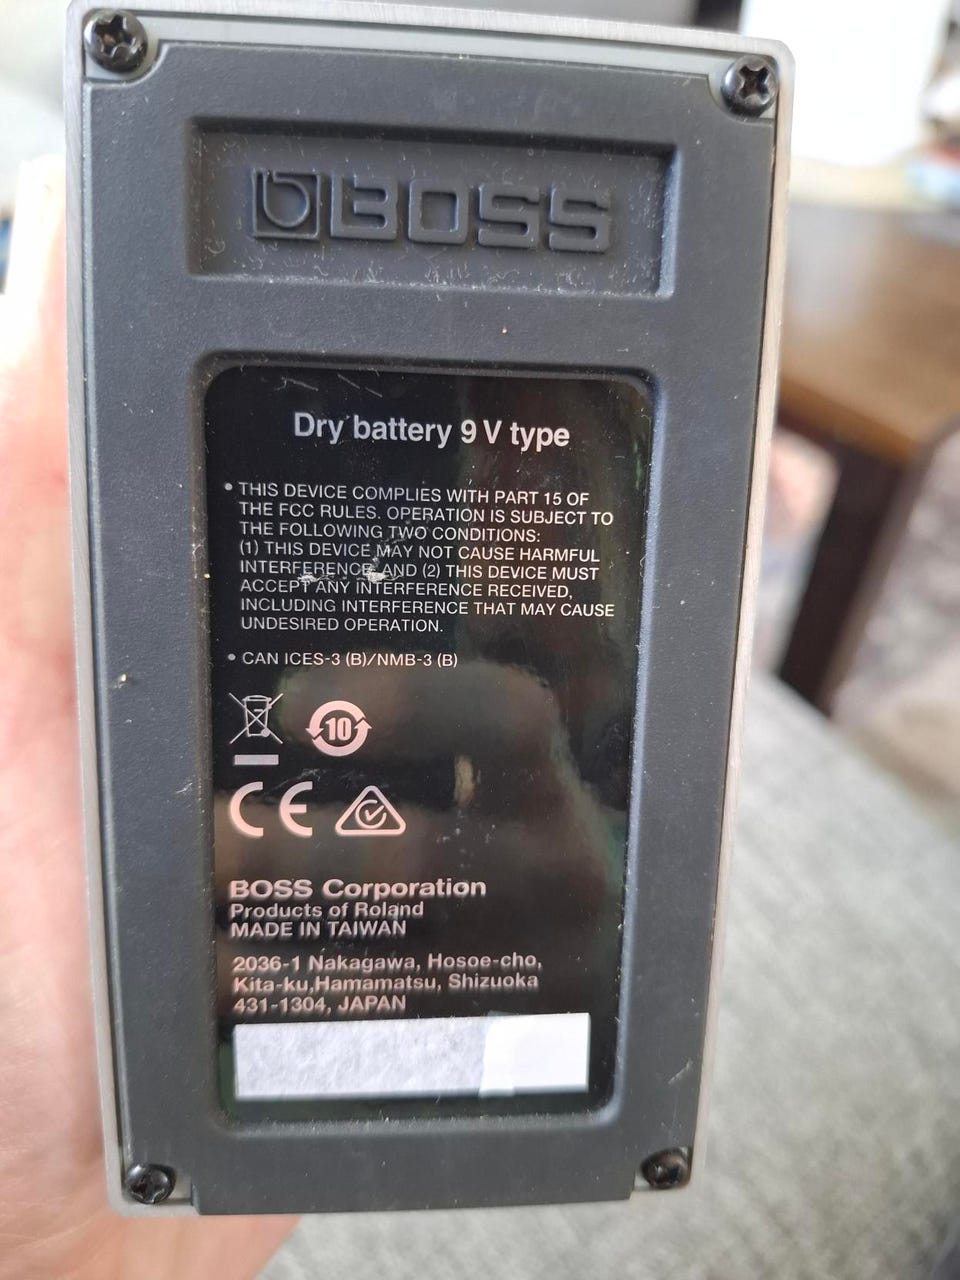 BOSS
Dry battery 9 V type
• THIS DEVICE COMPLIES WITH PART 15 OF
THE FCC RULES. OPERATION IS SUBJECT TO
THE FOLLOWING TWO CONDITIONS:
(1) THIS DEVICE MAY NOT CAUSE HARMFUL
INTERFERENCE, AND (2) THIS DEVICE MUST
ACCEPT ANY INTERFERENCE RECEIVED,
INCLUDING INTERFERENCE THAT MAY CAUSE
UNDESIRED OPERATION.
• CAN ICES-3 (B)/NMB-3 (B)
10
CE
BOSS Corporation
Products of Roland
MADE IN TAIWAN
2036-1 Nakagawa, Hosoe-cho,
Kita-ku,Hamamatsu, Shizuoka
431-1304, JAPAN